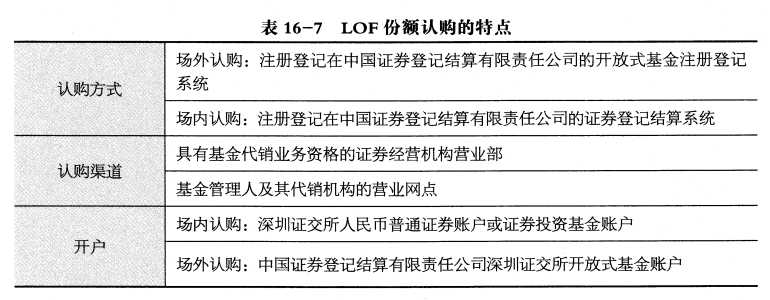 表 16-7 LOF 份额认购的特点
认购方式
场外认购：注册登记在中国证券登记结算有限责任公司的开放式基金注册登记
系统
场内认购：注册登记在中国证券登记结算有限责任公司的证券登记结算系统
认购渠道
具有基金代销业务资格的证券经营机构营业部
基金管理人及其代销机构的营业网点
开户
场内认购：深圳证交所人民币普通证券账户或证券投资基金账户
场外认购：中国证券登记结算有限责任公司深圳证交所开放式基金账户